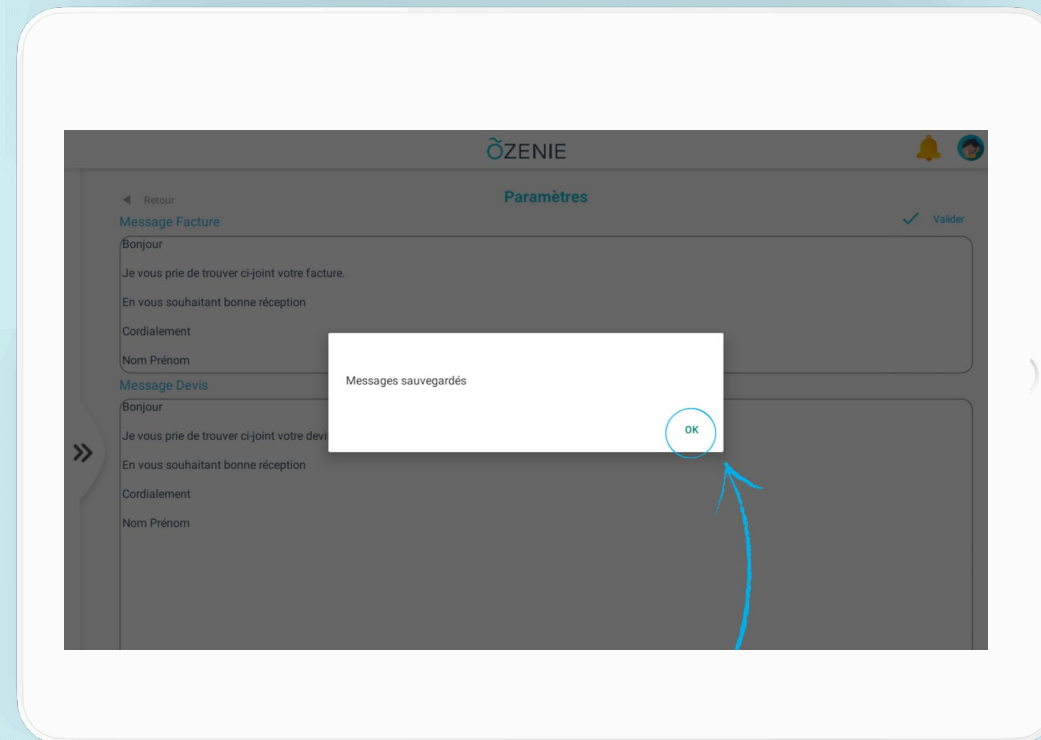 ÕZENIE
Retour
Paramètres
Message Facture
Valider
Bonjour
Je vous prie de trouver ci-joint votre facture.
En vous souhaitant bonne réception
Cordialement
Nom Prénom
Messages sauvegardés
OK
Message Devis
Bonjour
Je vous prie de trouver ci-joint votre devi
En vous souhaitant bonne réception
Cordialement
Nom Prénom